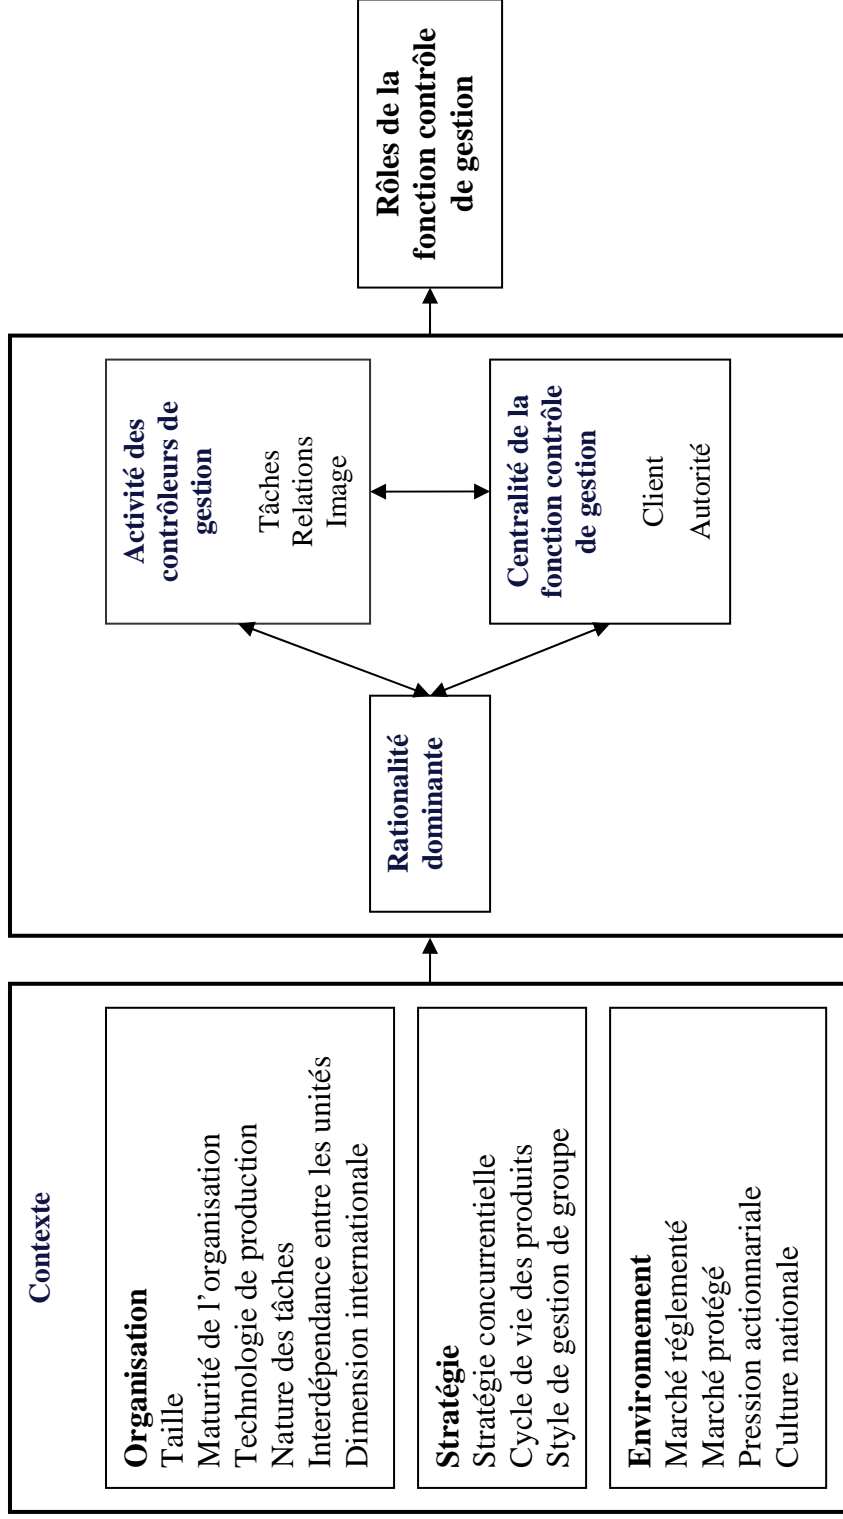 Contexte
Organisation
Taille
Maturité de l’organisation
Technologie de production
Nature des tâches
Interdépendance entre les unités
Dimension internationale
Stratégie
Stratégie concurrentielle
Cycle de vie des produits
Style de gestion de groupe
Environnement
Marché réglementé
Marché protégé
Pression actionnariale
Culture nationale
Rationalité
dominante
Activité des
contrôleurs de
gestion
Tâches
Relations
Image
Centralité de la
fonction contrôle
de gestion
Client
Autorité
Rôles de la
fonction contrôle
de gestion